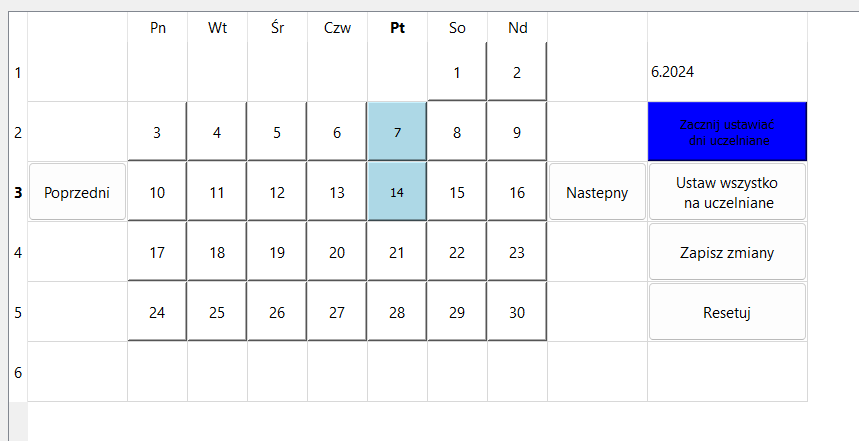 Pn Wt Śr Czw Pt So Nd
1 1 2 6.2024
2 3 4 5 6 7 8 9 Zacznij ustawiać
dni uczelniane
3 Poprzedni 10 11 12 13 14 15 16 Nastepny Ustaw wszystko
na uczelniane
4 17 18 19 20 21 22 23 Zapisz zmiany
5 24 25 26 27 28 29 30 Resetuj
6